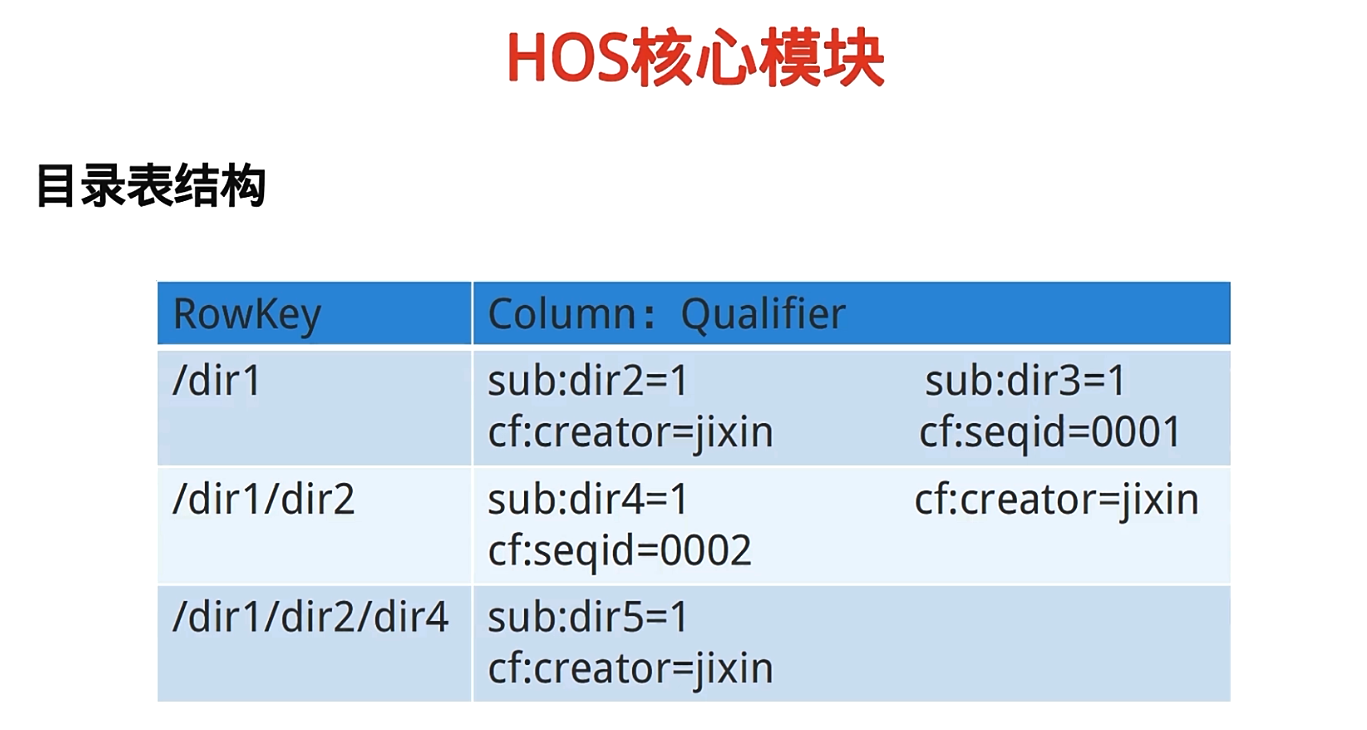 HOS核心模块
目录表结构
RowKey Column：Qualifier
/dir1 sub:dir2=1 sub:dir3=1
cf:creator=jixin cf:seqid=0001
/dir1/dir2 sub:dir4=1 cf:creator=jixin
cf:seqid=0002
/dir1/dir2/dir4 sub:dir5=1
cf:creator=jixin